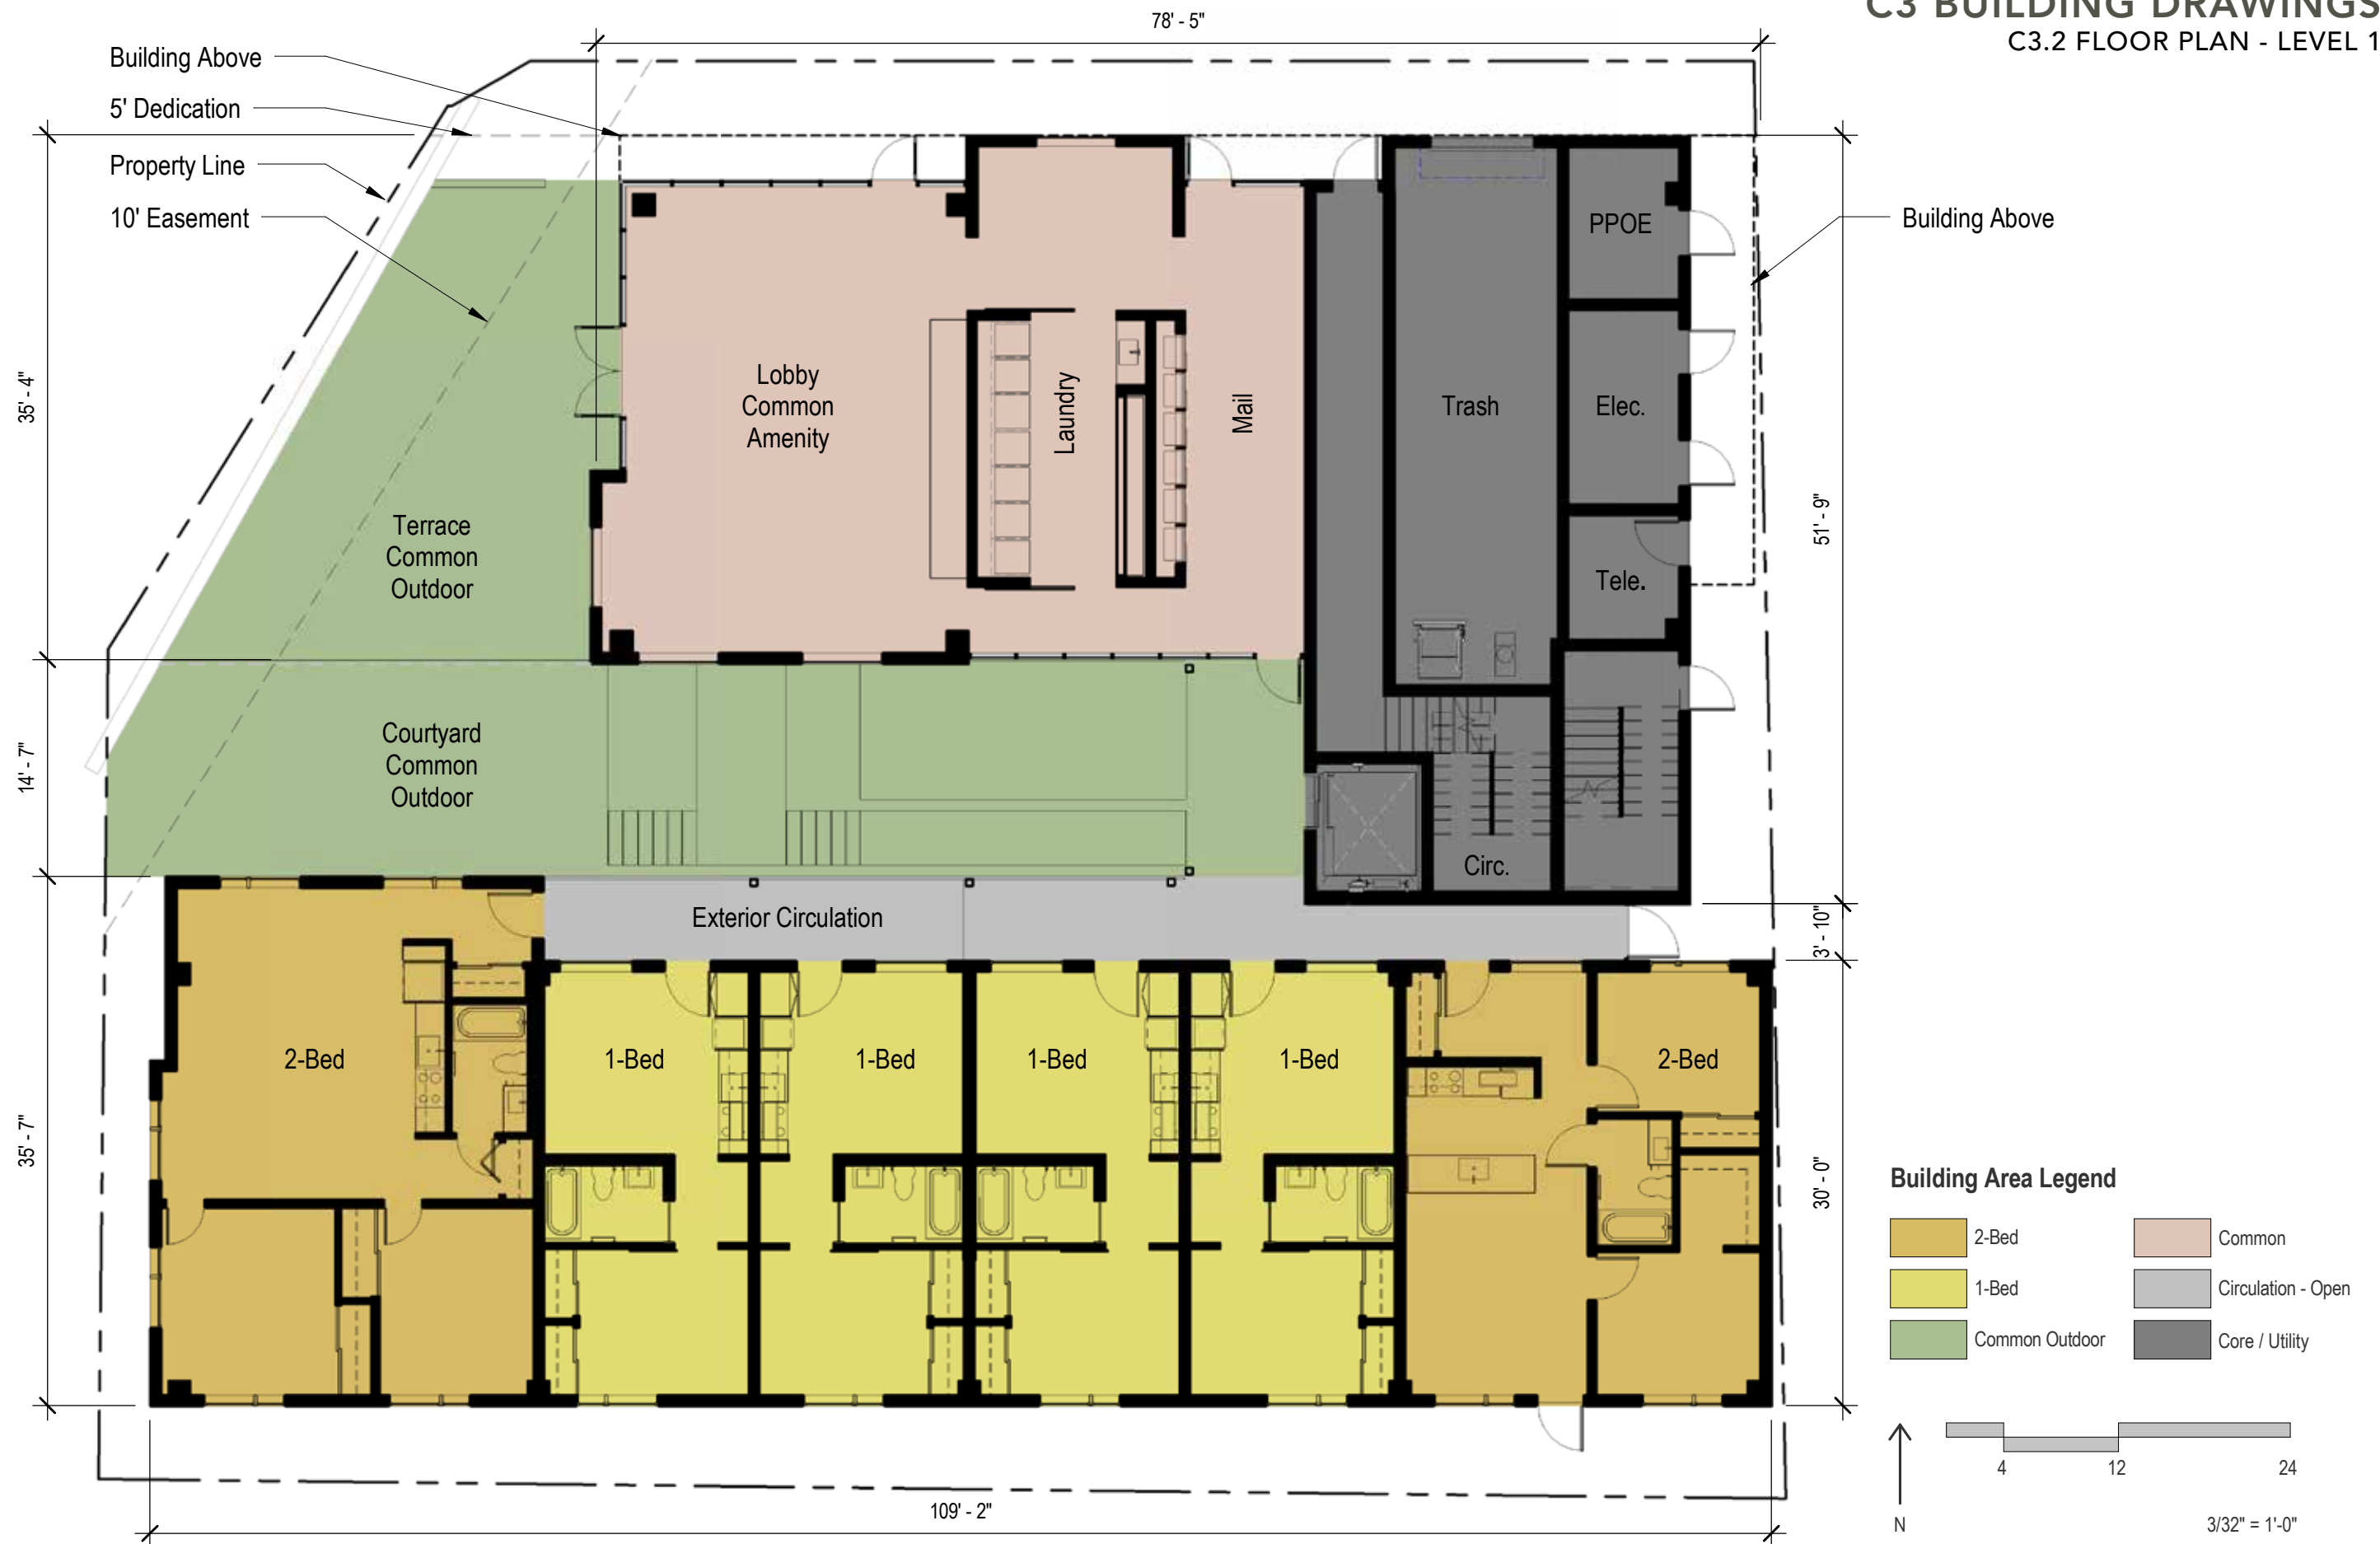 C3 BUILDING DRAWINGS
C3.2 FLOOR PLAN - LEVEL 1
78' - 5"
Building Above
5' Dedication
Property Line
10' Easement
Building Above
PPOE
35' - 4"
Lobby
Common
Amenity
Laundry
Mail
Trash
Elec.
51' - 9"
Terrace
Common
Outdoor
Tele.
14' - 7"
Courtyard
Common
Outdoor
Circ.
Exterior Circulation
3' - 10"
2-Bed
1-Bed
1-Bed
1-Bed
1-Bed
2-Bed
35' - 7"
30' - 0"
Building Area Legend
2-Bed
Common
1-Bed
Circulation - Open
Common Outdoor
Core / Utility
4
12
24
109' - 2"
N
3/32" = 1'-0"